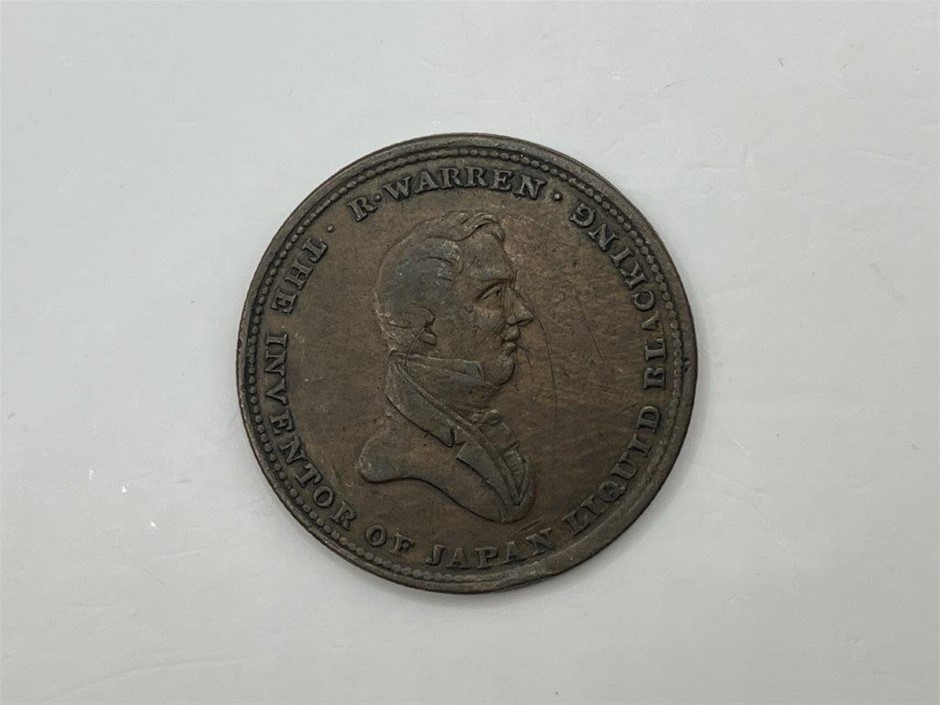 R·WARREN·
THE INVENTOR OF JAPAN LIQUID BLACKING·